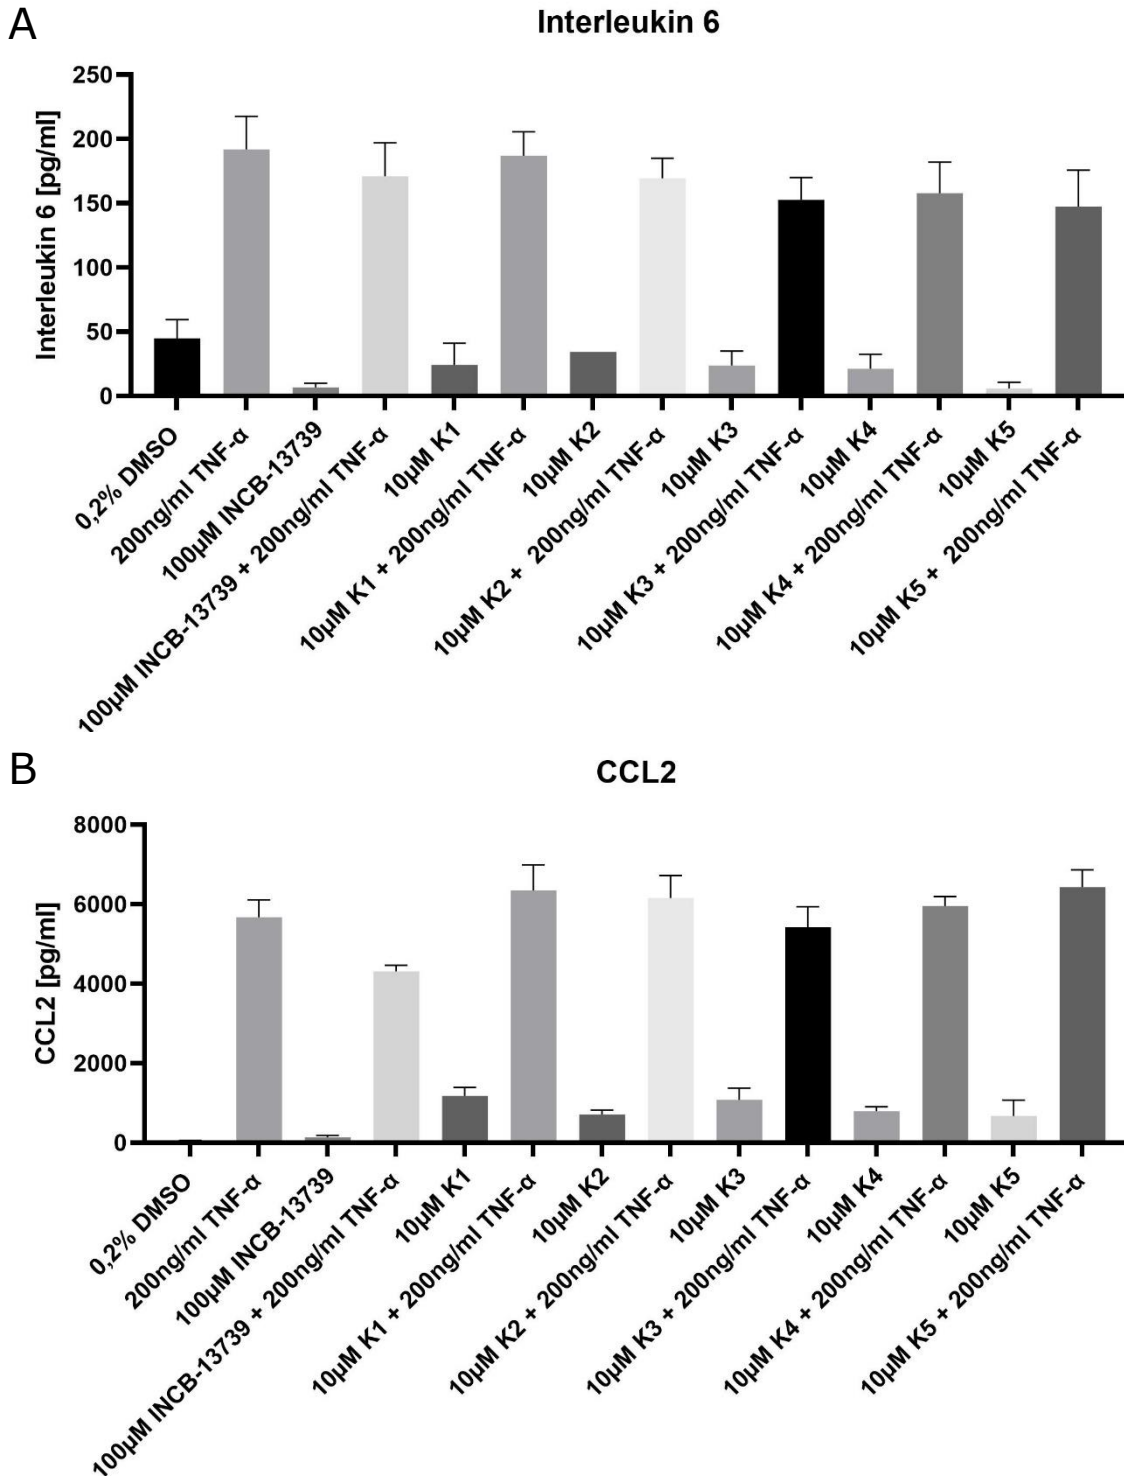 A
Interleukin 6
Interleukin 6 [pg/ml]
250
200
150
100
50
0
0,2% DMSO
200ng/ml TNF-α
100µM INCB-13739
100µM INCB-13739 + 200ng/ml TNF-α
10µM K1
10µM K1 + 200ng/ml TNF-α
10µM K2
10µM K2 + 200ng/ml TNF-α
10µM K3
10µM K3 + 200ng/ml TNF-α
10µM K4
10µM K4 + 200ng/ml TNF-α
10µM K5
10µM K5 + 200ng/ml TNF-α
B
CCL2
CCL2 [pg/ml]
8000
6000
4000
2000
0
0,2% DMSO
200ng/ml TNF-α
100µM INCB-13739
100µM INCB-13739 + 200ng/ml TNF-α
10µM K1
10µM K1 + 200ng/ml TNF-α
10µM K2
10µM K2 + 200ng/ml TNF-α
10µM K3
10µM K3 + 200ng/ml TNF-α
10µM K4
10µM K4 + 200ng/ml TNF-α
10µM K5
10µM K5 + 200ng/ml TNF-α